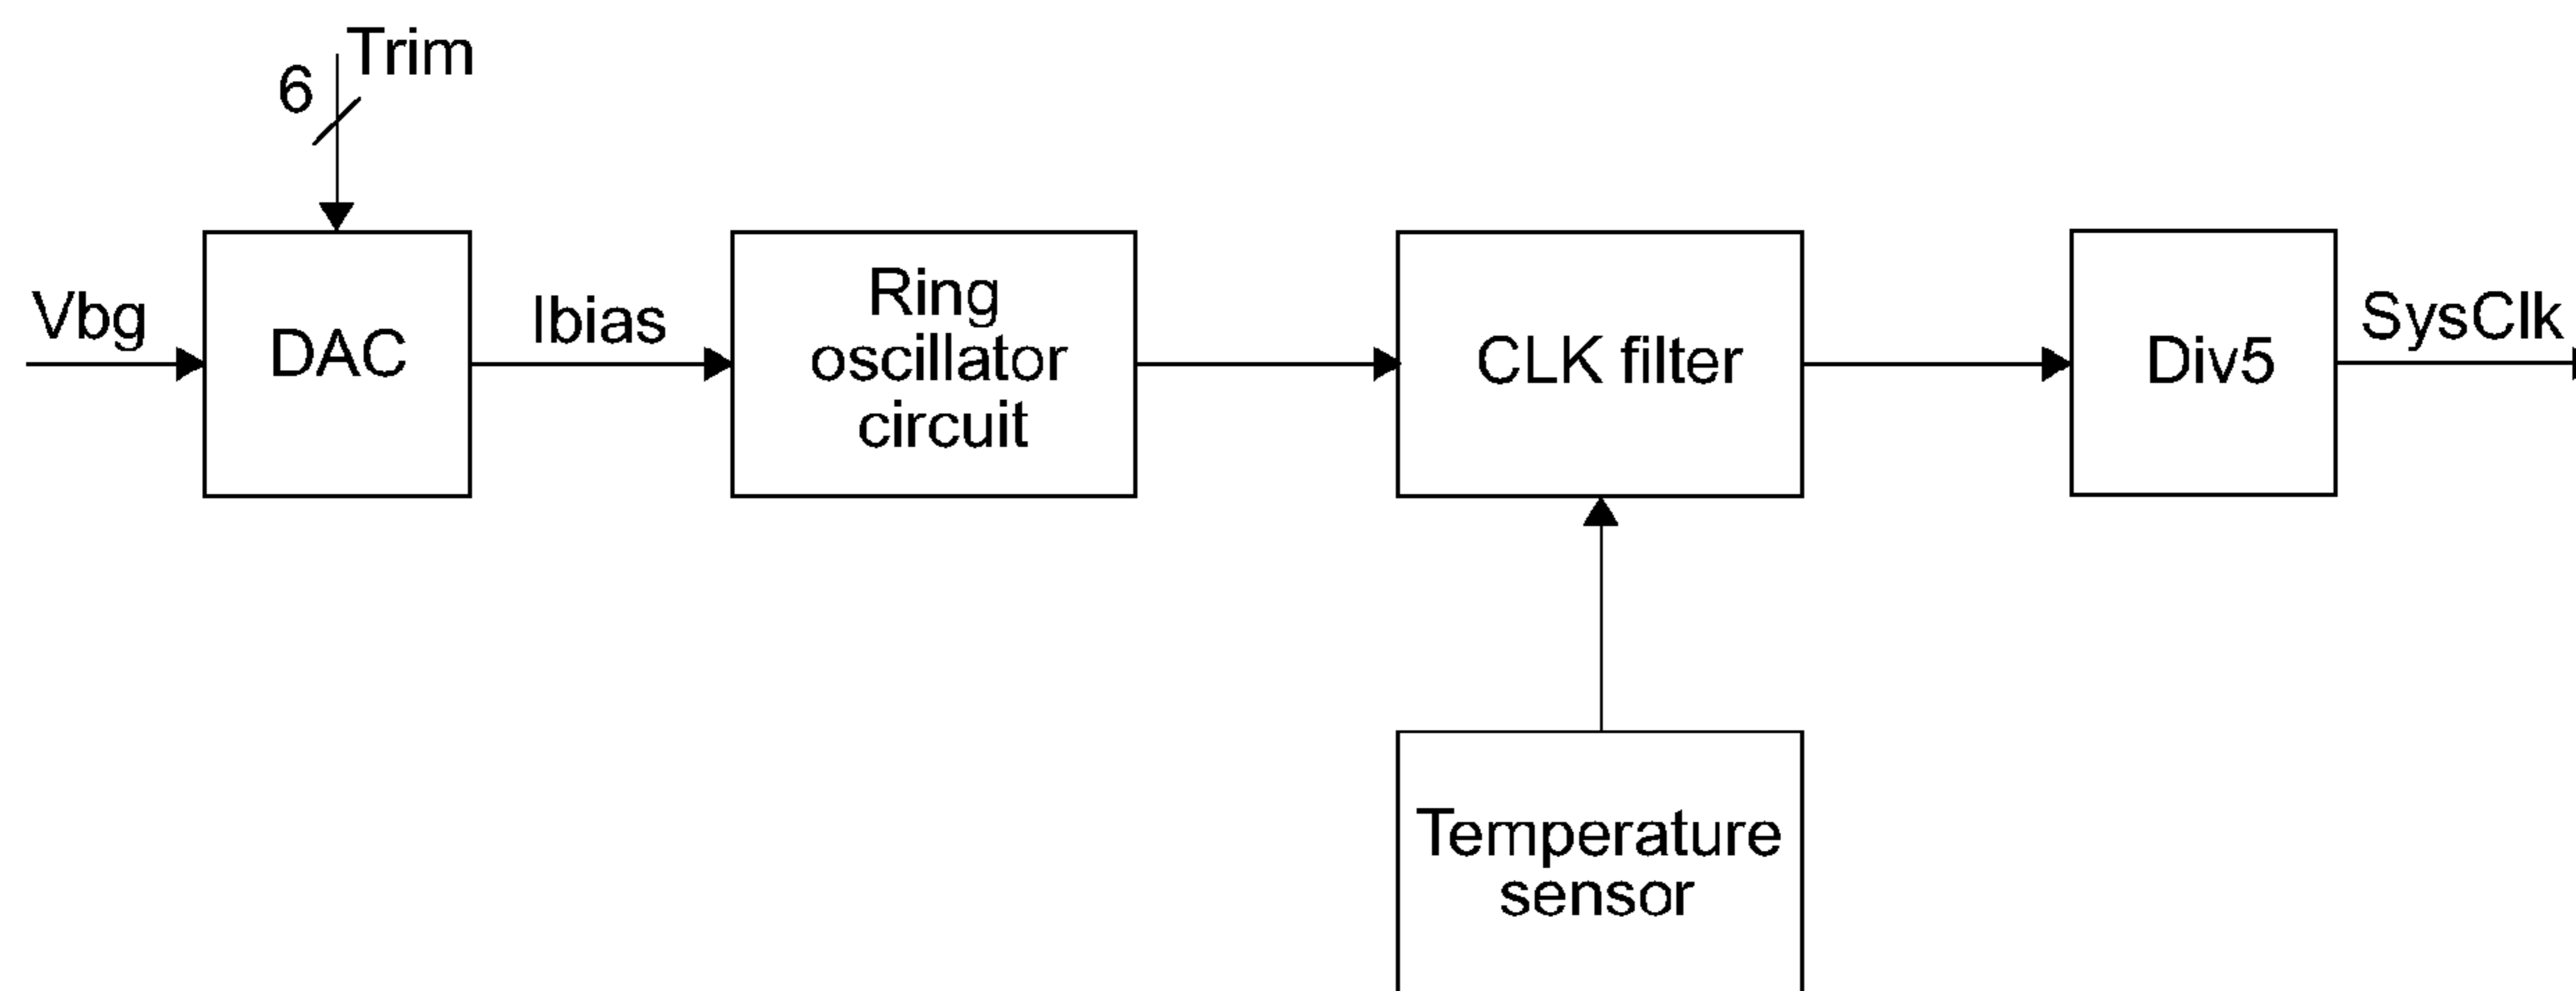 Trim
6
Vbg
DAC
Ibias
Ring
oscillator
circuit
CLK filter
Div5
SysClk
Temperature
sensor